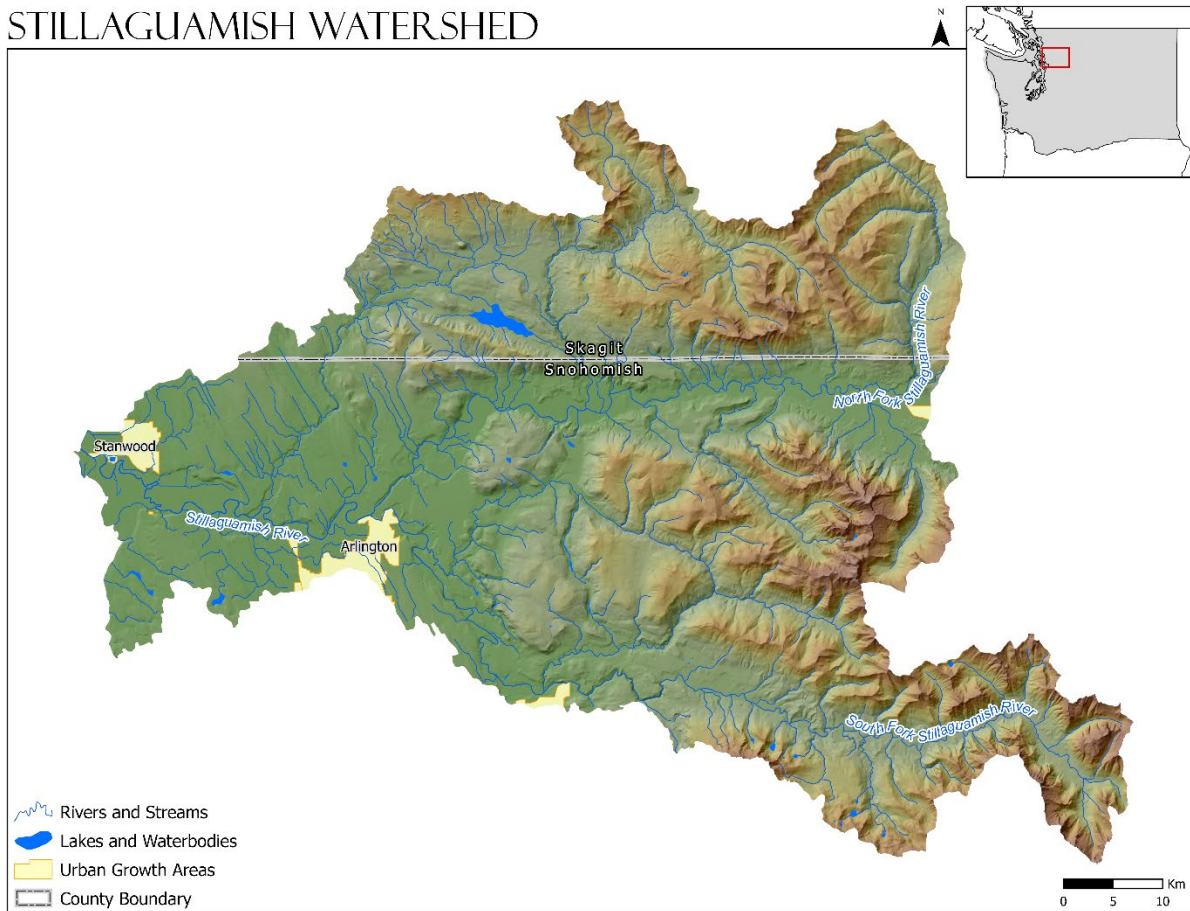 STILLAGUAMISH WATERSHED
N
Skagit
Snohomish
North Fork Stillaguamish River
Stanwood
Stillaguamish River
Arlington
South Fork Stillaguamish River
Rivers and Streams
Lakes and Waterbodies
Urban Growth Areas
County Boundary
Km
0 5 10